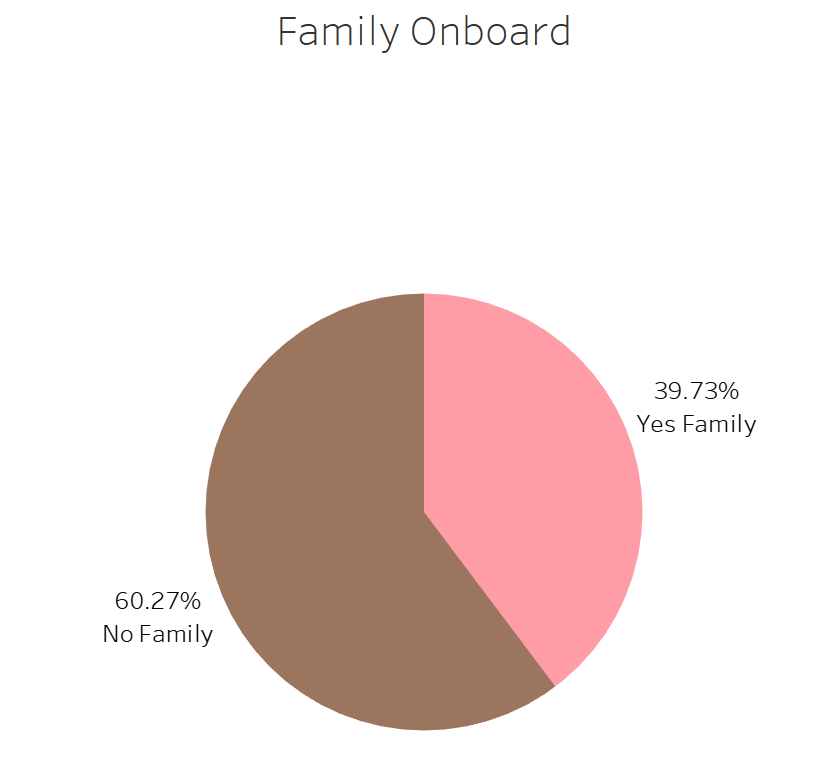 Family Onboard
39.73%
Yes Family
60.27%
No Family